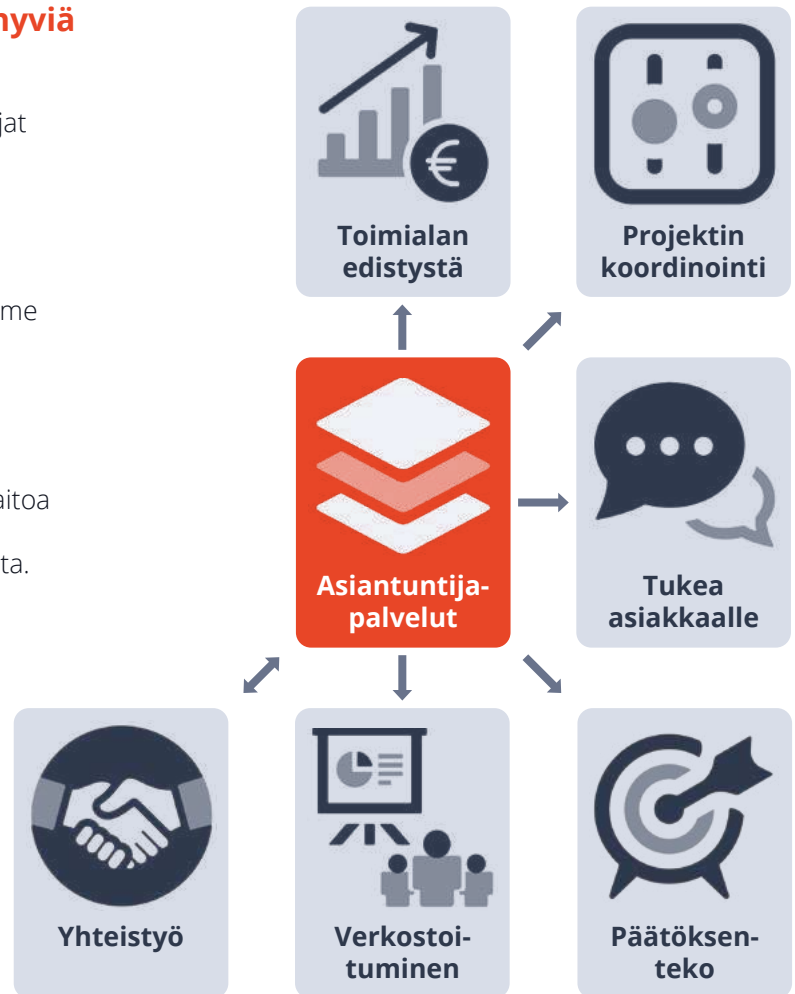 hyviä
jat
me
aitoa
ta.
Toimialan
edistystä
Projektin
koordinointi
Asiantuntija-
palvelut
Tukea
asiakkaalle
Yhteistyö
Verkostoi-
tuminen
Päätöksen-
teko